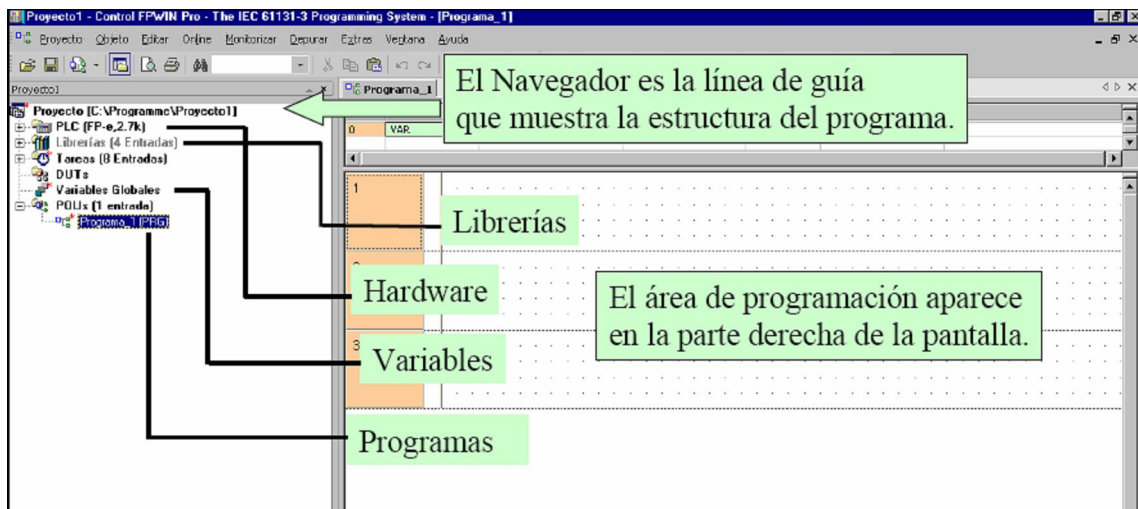 Proyecto1 - Control FPWIN Pro - The IEC 61131-3 Programming System - [Programa_1]
Proyecto Objeto Editar Online Monitorizar Depurar Extras Ventana Ayuda
Proyecto1
Programa_1
El Navegador es la línea de guía
que muestra la estructura del programa.
Proyecto [C:\Programme\Proyecto1]
PLC (FP-e,2.7k)
Librerías (4 Entradas)
Tareas (8 Entradas)
DUTs
Variables Globales
POUs (1 entrada)
Programa_1 (PRG)
0 VAR
1
Librerías
Hardware
El área de programación aparece
en la parte derecha de la pantalla.
3
Variables
Programas